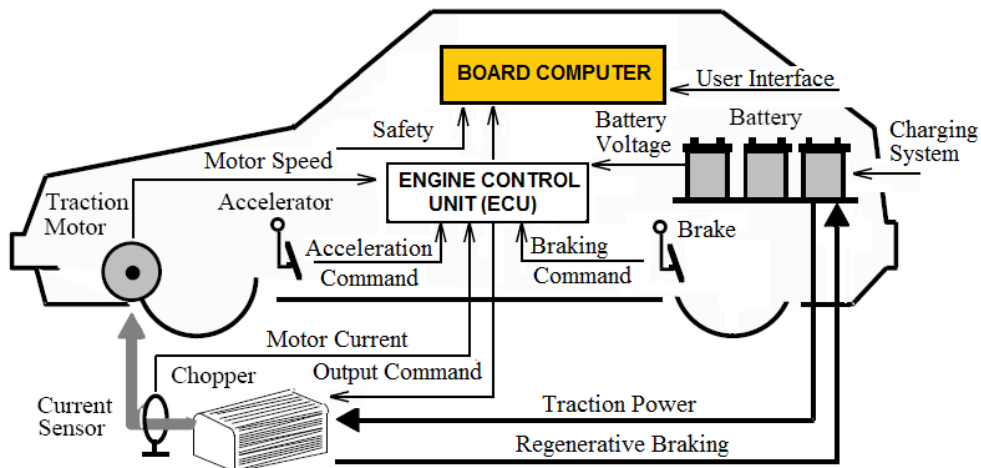 BOARD COMPUTER
User Interface
Safety
Battery
Voltage
Battery
Charging
System
Motor Speed
ENGINE CONTROL
UNIT (ECU)
Traction
Motor
Accelerator
Brake
Acceleration
Command
Braking
Command
Motor Current
Chopper
Output Command
Current
Sensor
Traction Power
Regenerative Braking